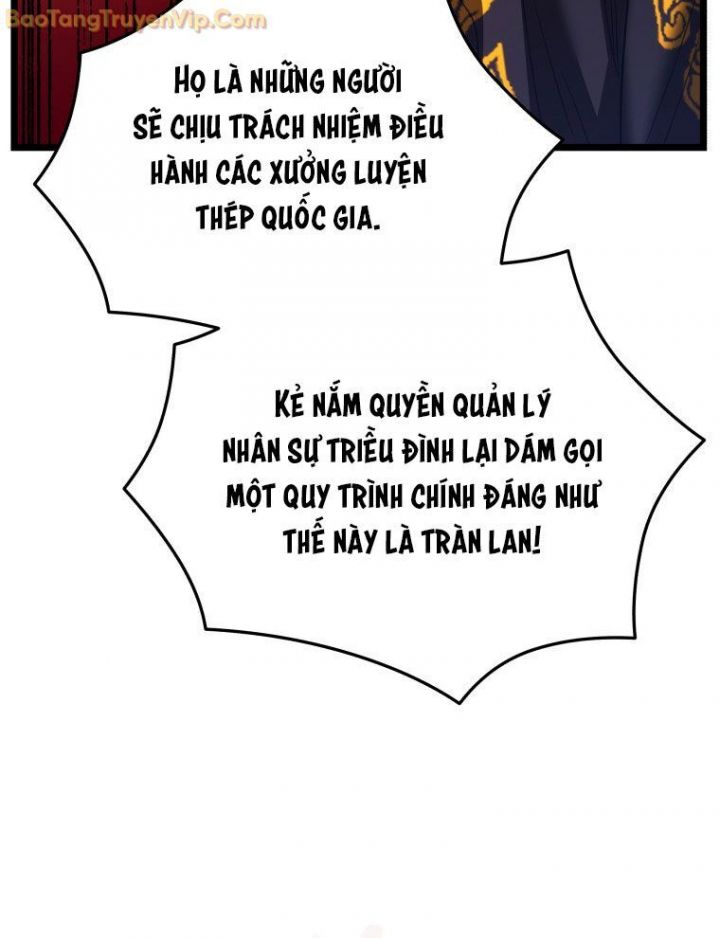 BaoTangTruyenVip.Com
HỌ LÀ NHỮNG NGƯỜI
SẼ CHỊU TRÁCH NHIỆM ĐIỀU
HÀNH CÁC XƯỞNG LUYỆN
THÉP QUỐC GIA.
KẺ NẮM QUYỀN QUẢN LÝ
NHÂN SỰ TRIỀU ĐÌNH LẠI DÁM GỌI
MỘT QUY TRÌNH CHÍNH ĐÁNG NHƯ
THẾ NÀY LÀ TRÀN LAN!